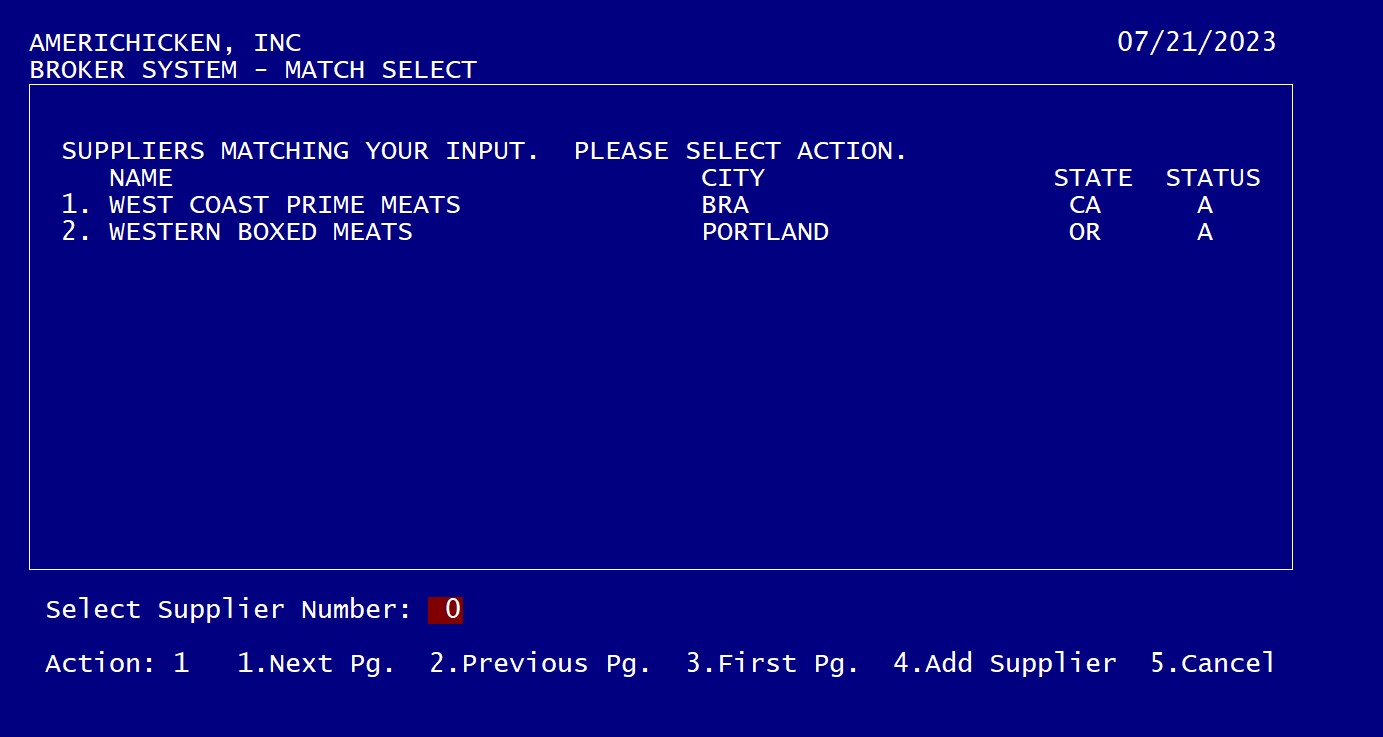 AMERICHICKEN, INC 07/21/2023
BROKER SYSTEM - MATCH SELECT
SUPPLIERS MATCHING YOUR INPUT. PLEASE SELECT ACTION.
NAME CITY STATE STATUS
1. WEST COAST PRIME MEATS BRA CA A
2. WESTERN BOXED MEATS PORTLAND OR A
Select Supplier Number: 0
Action: 1 1.Next Pg. 2.Previous Pg. 3.First Pg. 4.Add Supplier 5.Cancel